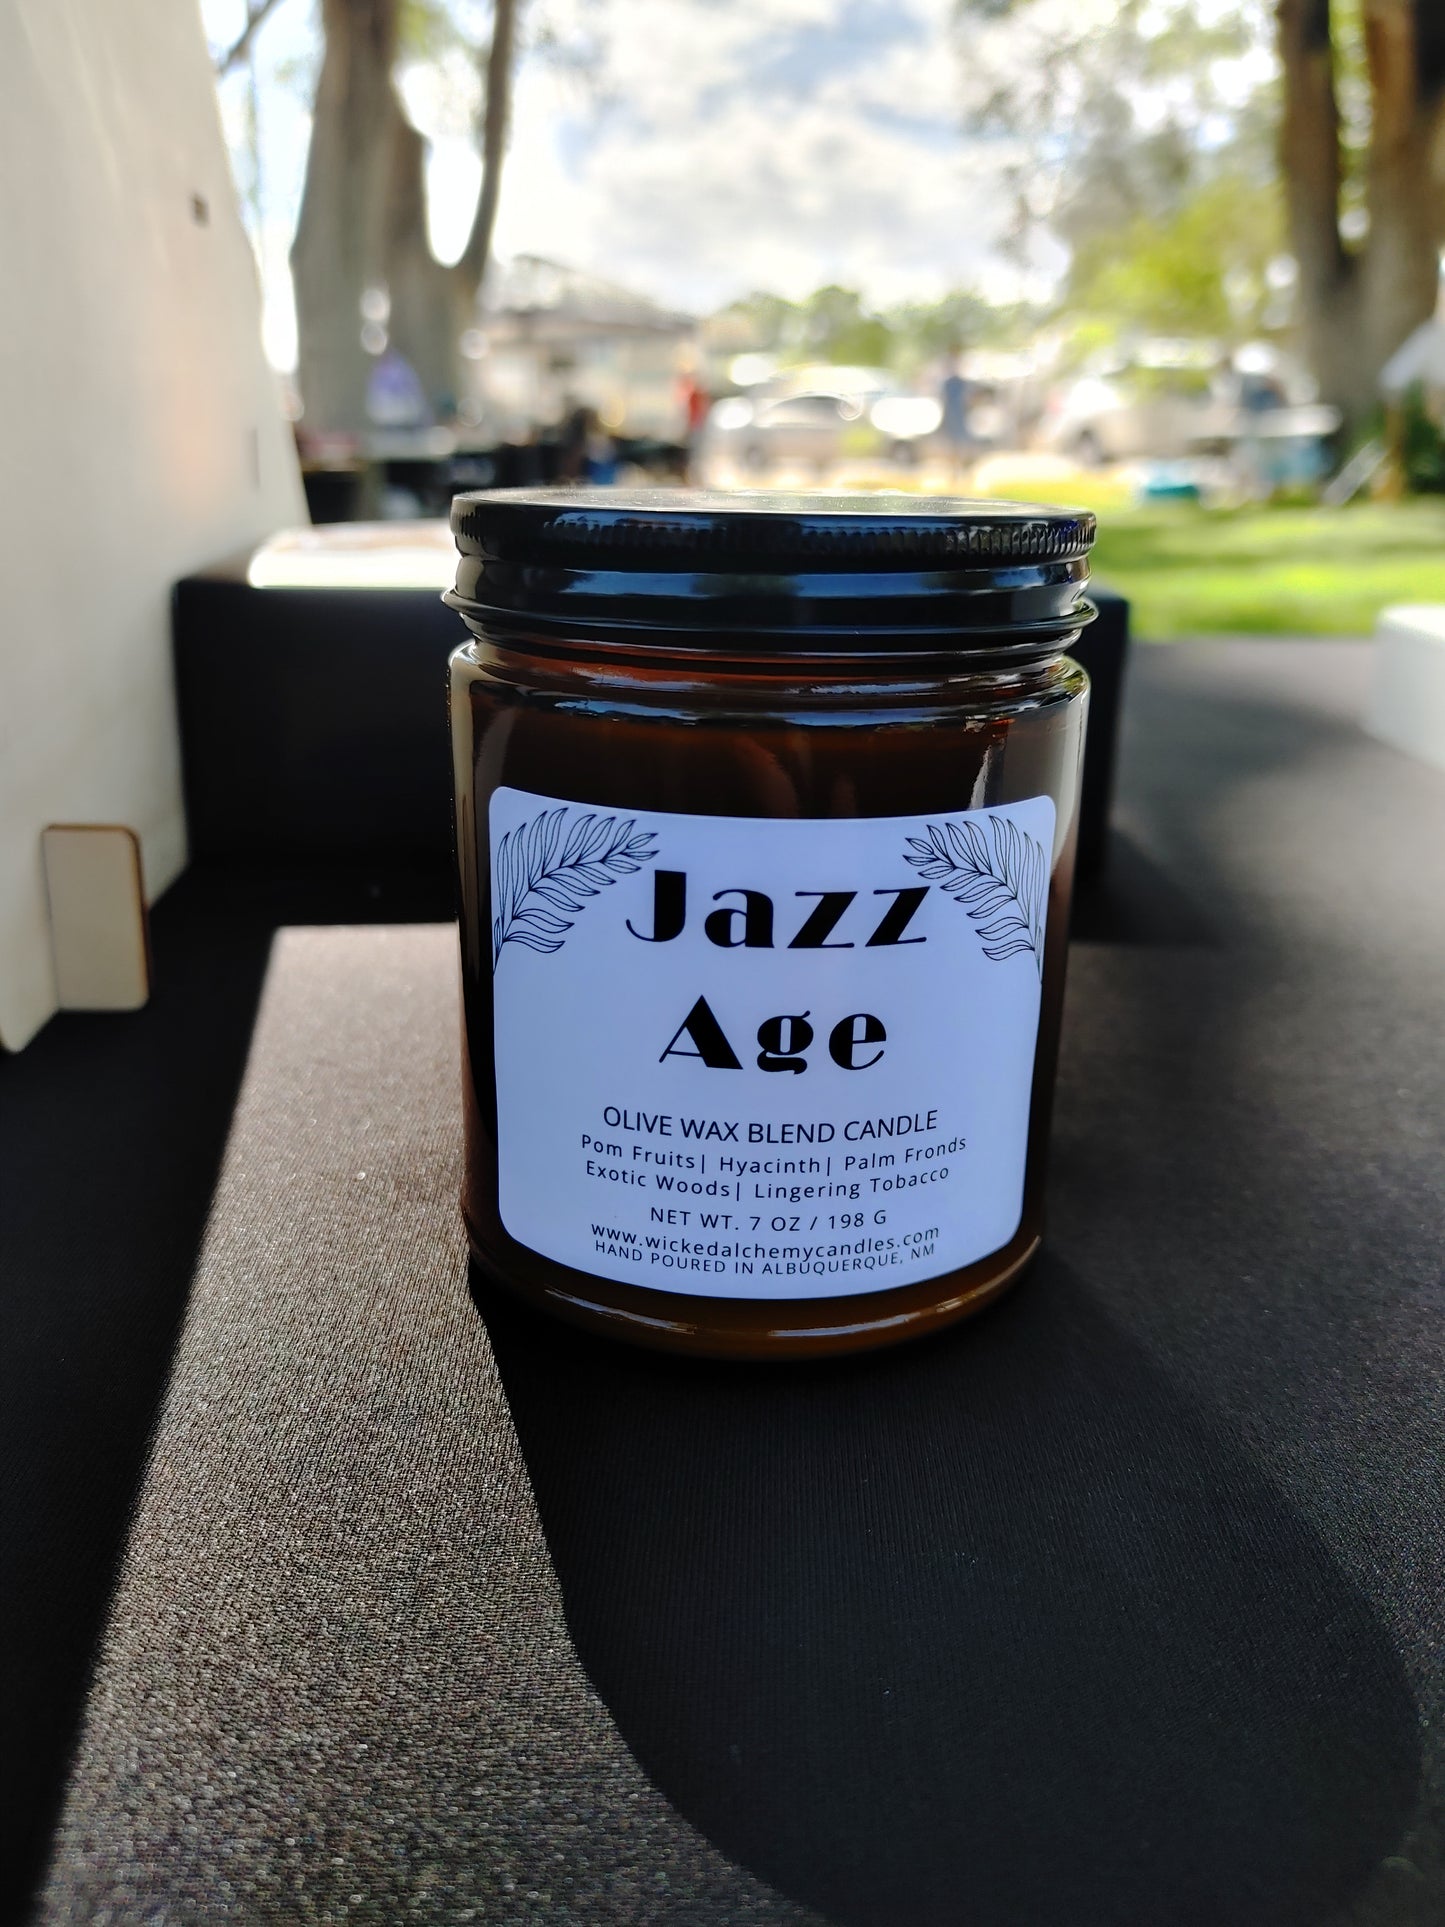 Jazz
Age
OLIVE WAX BLEND CANDLE
Pom Fruits| Hyacinth| Palm Fronds
Exotic Woods| Lingering Tobacco
NET WT. 7 OZ / 198 G
www.wickedalchemycandles.com
HAND POURED IN ALBUQUERQUE, NM